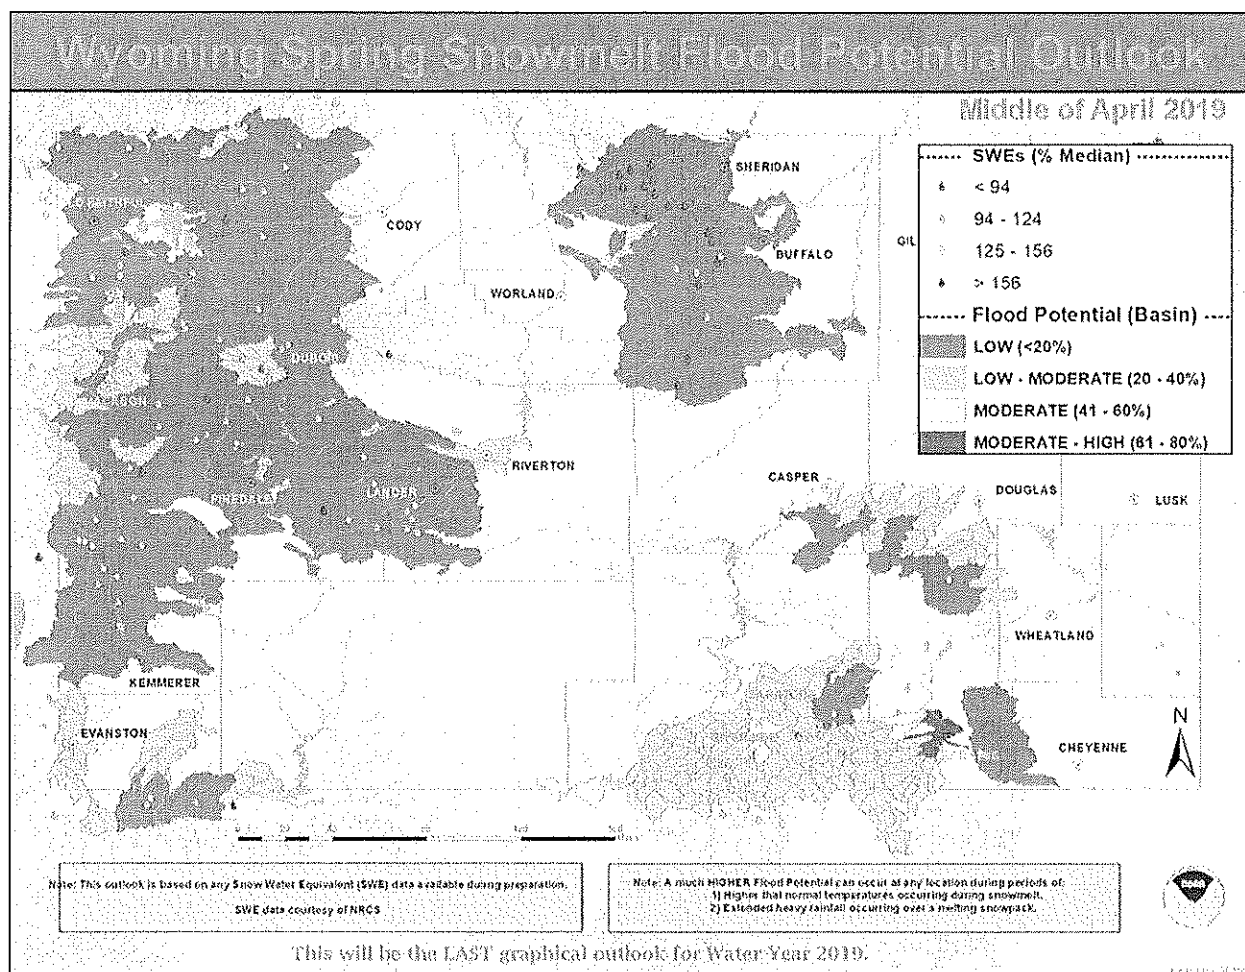 Wyoming Spring Snowmelt Flood Potential Outlook
Middle of April 2019
SWEs (% Median)
< 94
94 - 124
125 - 156
> 156
Flood Potential (Basin)
LOW (<20%)
LOW - MODERATE (20 - 40%)
MODERATE (41 - 60%)
MODERATE - HIGH (61 - 80%)
SHERIDAN
CODY
GIL
BUFFALO
WORLAND
DUBOIS
RIVERTON
CASPER
DOUGLAS
LUSK
PINEDALE
LANDER
WHEATLAND
KEMMERER
EVANSTON
CHEYENNE
N
Note: This outlook is based on any Snow Water Equivalent (SWE) data available during preparation.
SWE data courtesy of NRCS
Note: A much HIGHER Flood Potential can occur at any location during periods of:
1) Higher that normal temperatures occurring during snowmelt.
2) Extended heavy rainfall occurring over a melting snowpack.
This will be the LAST graphical outlook for Water Year 2019.